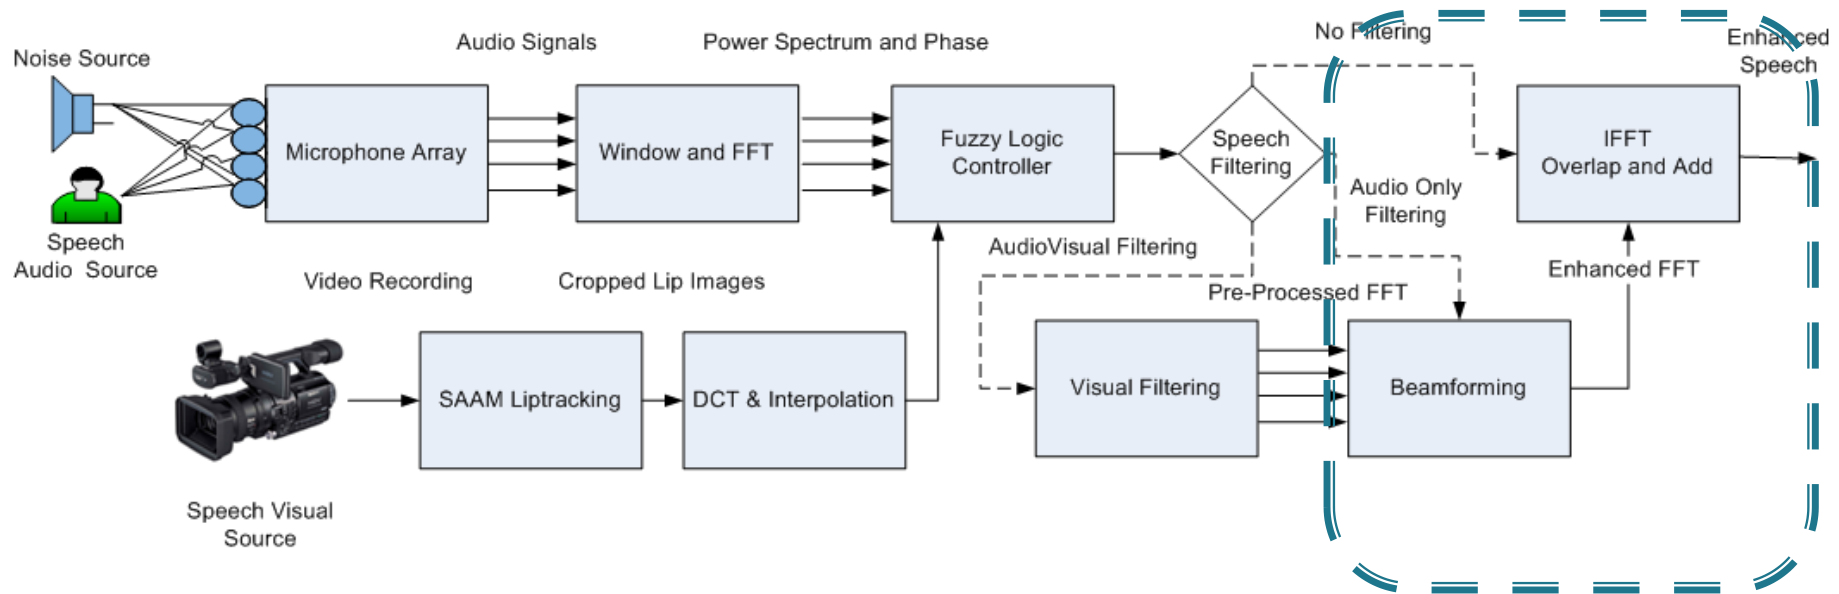 Noise Source
Audio Signals
Power Spectrum and Phase
No Filtering
Enhanced
Speech
Microphone Array
Window and FFT
Fuzzy Logic
Controller
Speech
Filtering
IFFT
Overlap and Add
Audio Only
Filtering
Speech
Audio Source
AudioVisual Filtering
Enhanced FFT
Video Recording
Cropped Lip Images
Pre-Processed FFT
SAAM Liptracking
DCT & Interpolation
Visual Filtering
Beamforming
Speech Visual
Source